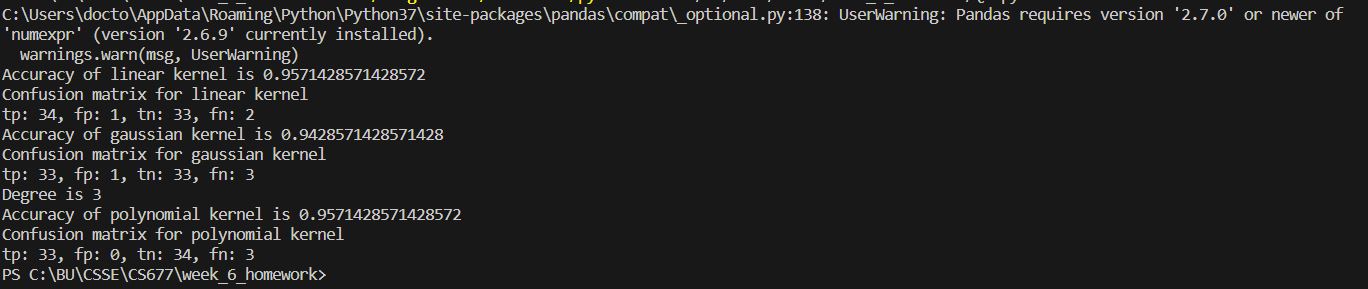 C:\Users\docto\AppData\Roaming\Python\Python37\site-packages\pandas\compat\_optional.py:138: UserWarning: Pandas requires version '2.7.0' or newer of
'numexpr' (version '2.6.9' currently installed).
  warnings.warn(msg, UserWarning)
Accuracy of linear kernel is 0.9571428571428572
Confusion matrix for linear kernel
tp: 34, fp: 1, tn: 33, fn: 2
Accuracy of gaussian kernel is 0.9428571428571428
Confusion matrix for gaussian kernel
tp: 33, fp: 1, tn: 33, fn: 3
Degree is 3
Accuracy of polynomial kernel is 0.9571428571428572
Confusion matrix for polynomial kernel
tp: 33, fp: 0, tn: 34, fn: 3
PS C:\BU\CSSE\CS677\week_6_homework>